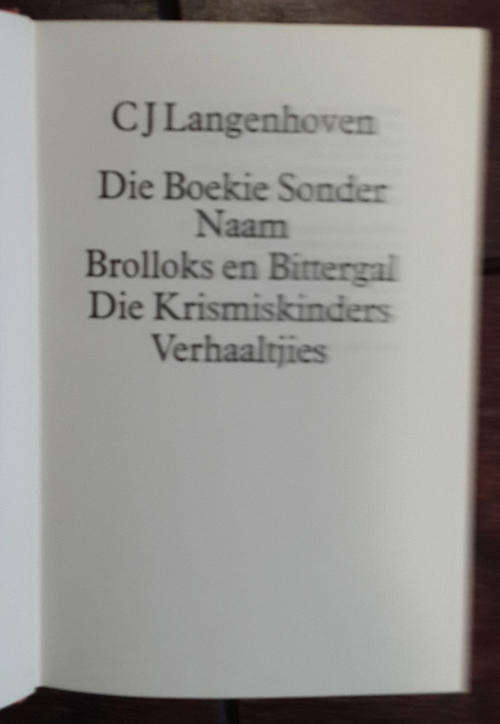 C J Langenhoven
Die Boekie Sonder
Naam
Brolloks en Bittergal
Die Krismiskinders
Verhaaltjies